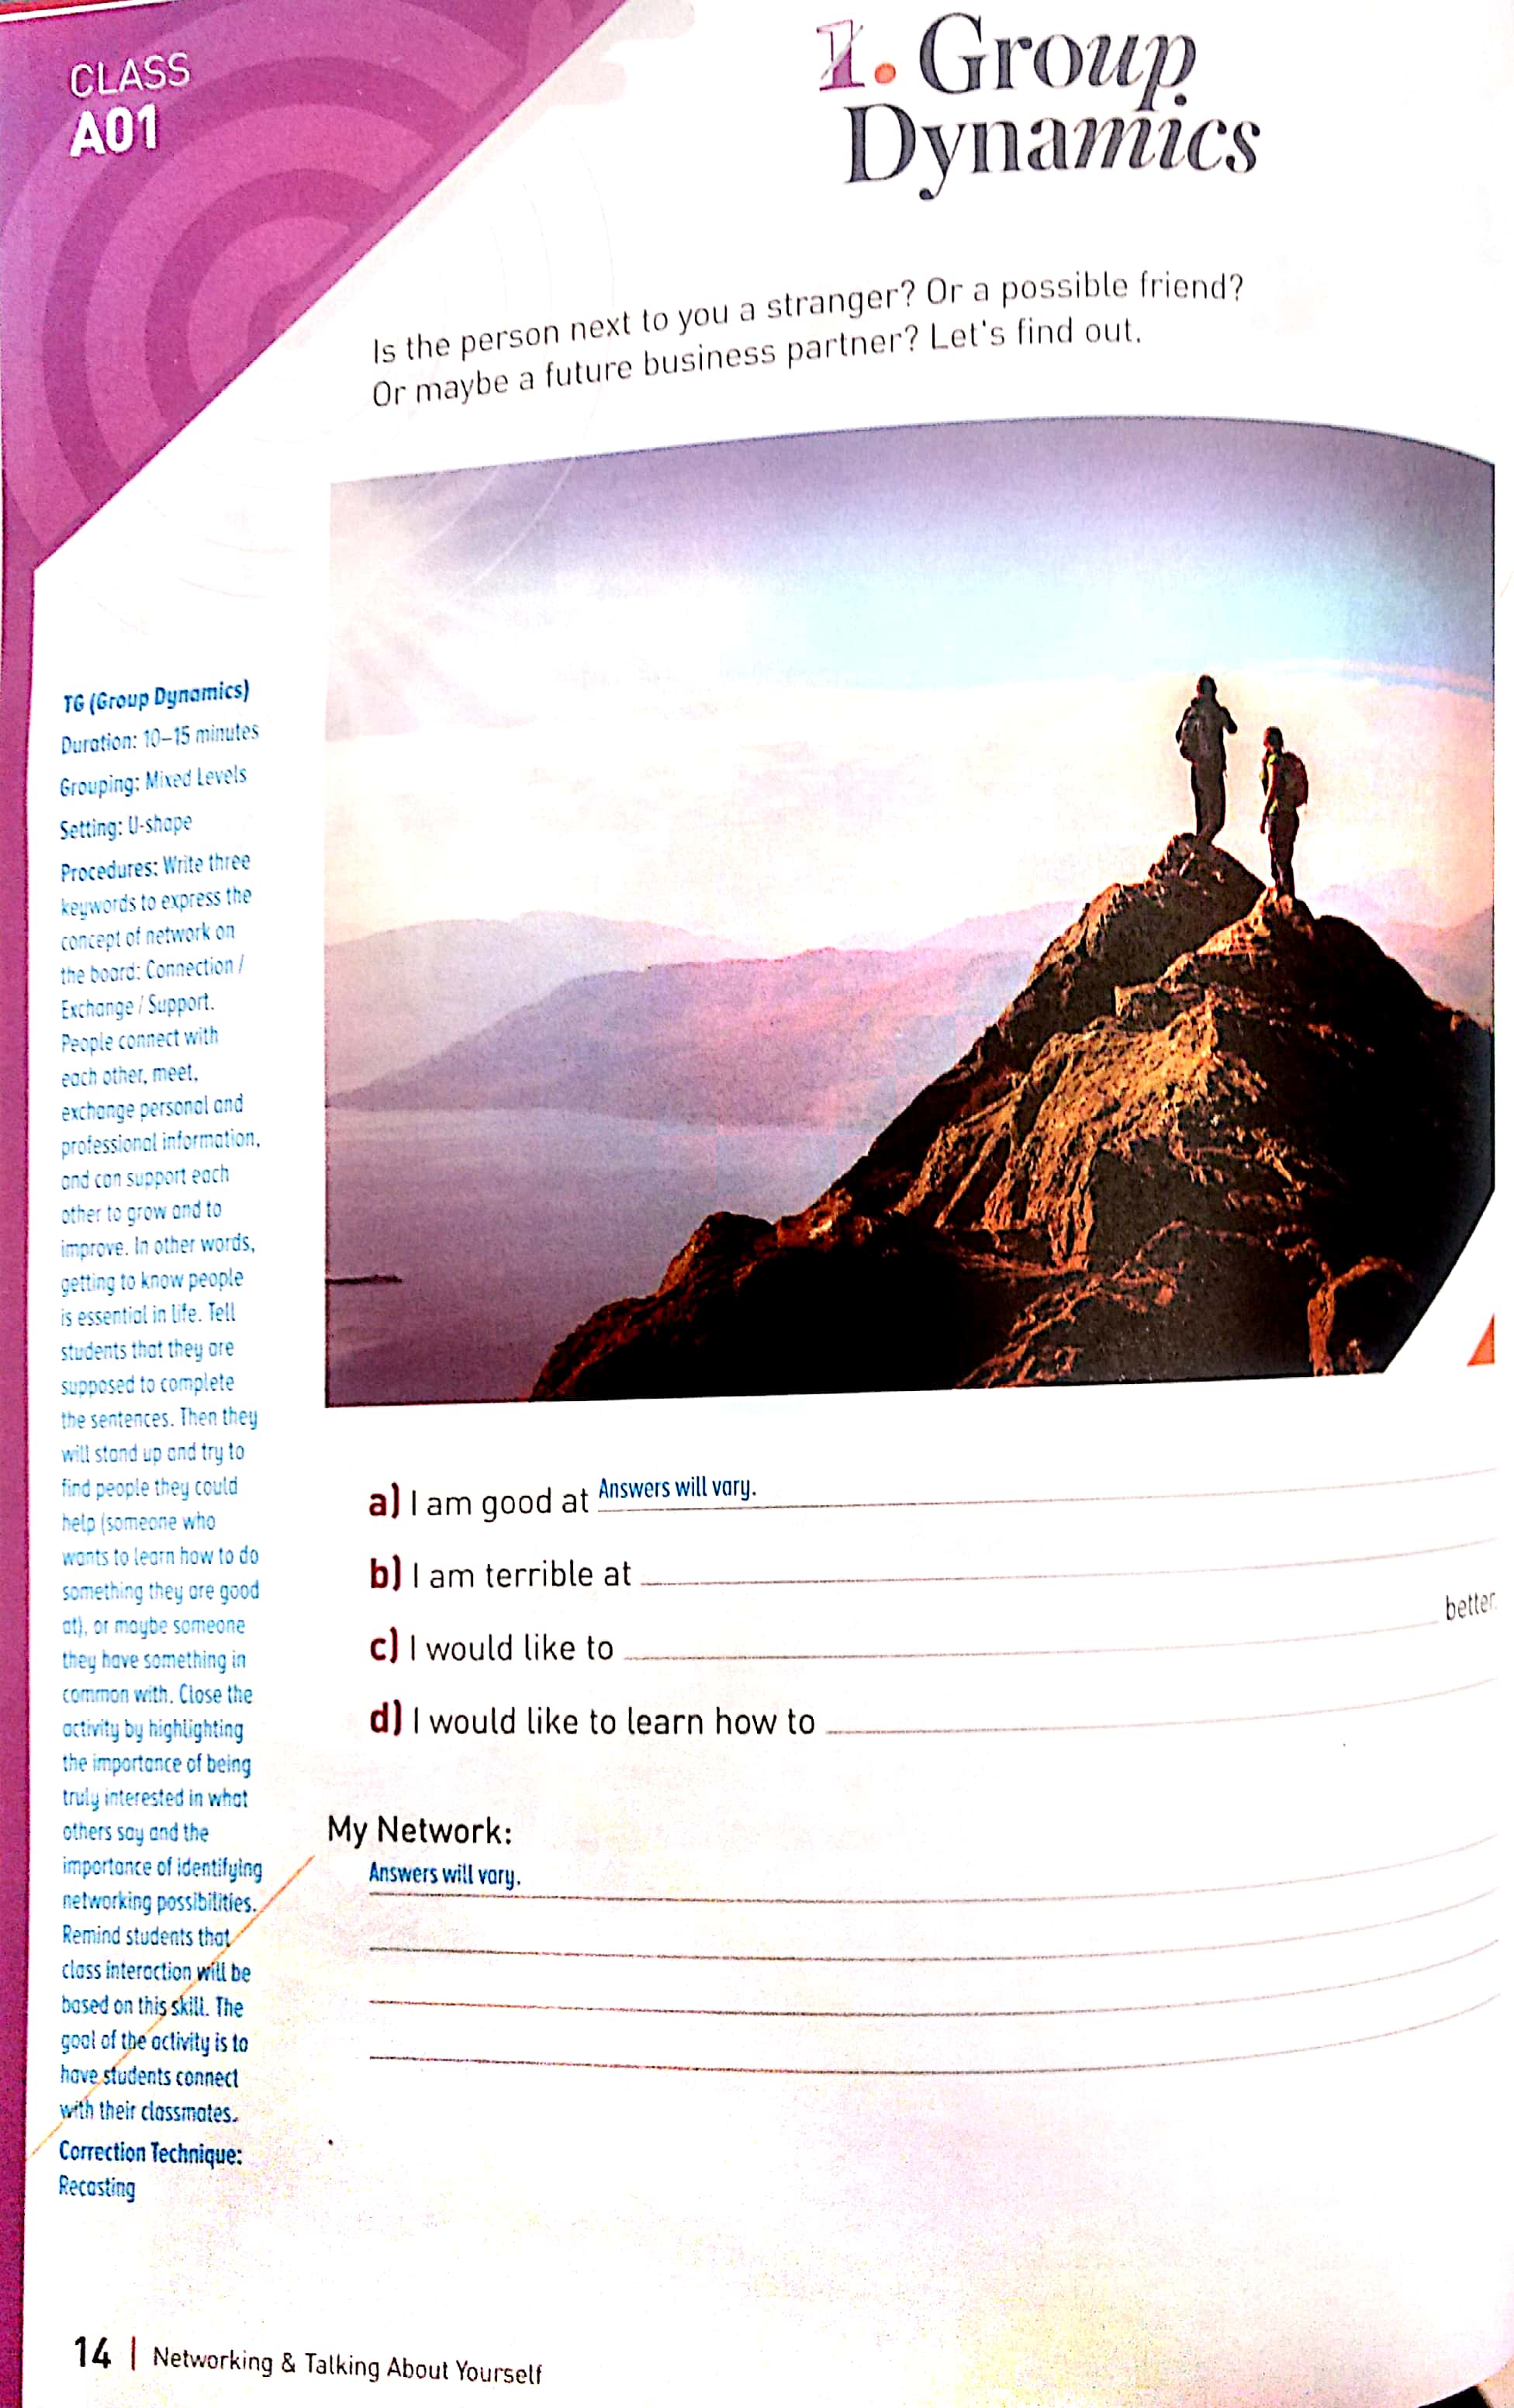 CLASS
A01
1. Group
Dynamics
Is the person next to you a stranger? Or a possible friend?
Or maybe a future business partner? Let's find out.
TG (Group Dynamics)
Duration: 10–15 minutes
Grouping: Mixed Levels
Setting: U-shape
Procedures: Write three
keywords to express the
concept of network on
the board: Connection /
Exchange / Support.
People connect with
each other, meet,
exchange personal and
professional information,
and can support each
other to grow and to
improve. In other words,
getting to know people
is essential in life. Tell
students that they are
supposed to complete
the sentences. Then they
will stand up and try to
find people they could
help (someone who
wants to learn how to do
something they are good
at), or maybe someone
they have something in
common with. Close the
activity by highlighting
the importance of being
truly interested in what
others say and the
importance of identifying
networking possibilities.
Remind students that
class interaction will be
based on this skill. The
goal of the activity is to
have students connect
with their classmates.
Correction Technique:
Recasting
a) I am good at Answers will vary.
b) I am terrible at
c) I would like to better.
d) I would like to learn how to
My Network:
Answers will vary.
14 | Networking & Talking About Yourself